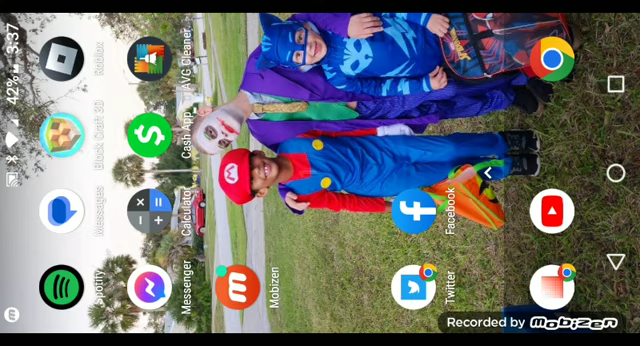 42% 3:37
Spotify Messages Block Craft 3D Roblox
Messenger Calculator Cash App AVG Cleaner
Mobizen
Twitter Facebook
Recorded by mobizen